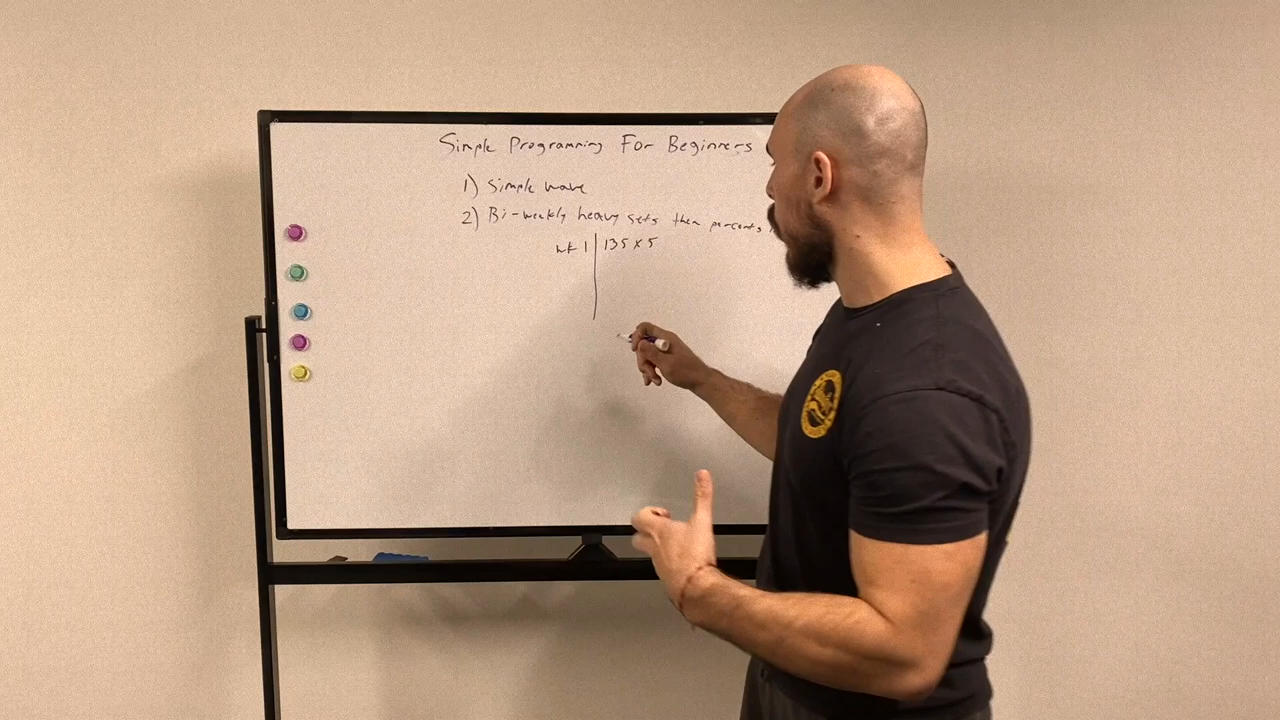 Simple Programming For Beginners
1) Simple wave
2) Bi-weekly heavy sets then percents
wk 1 | 135 x 5